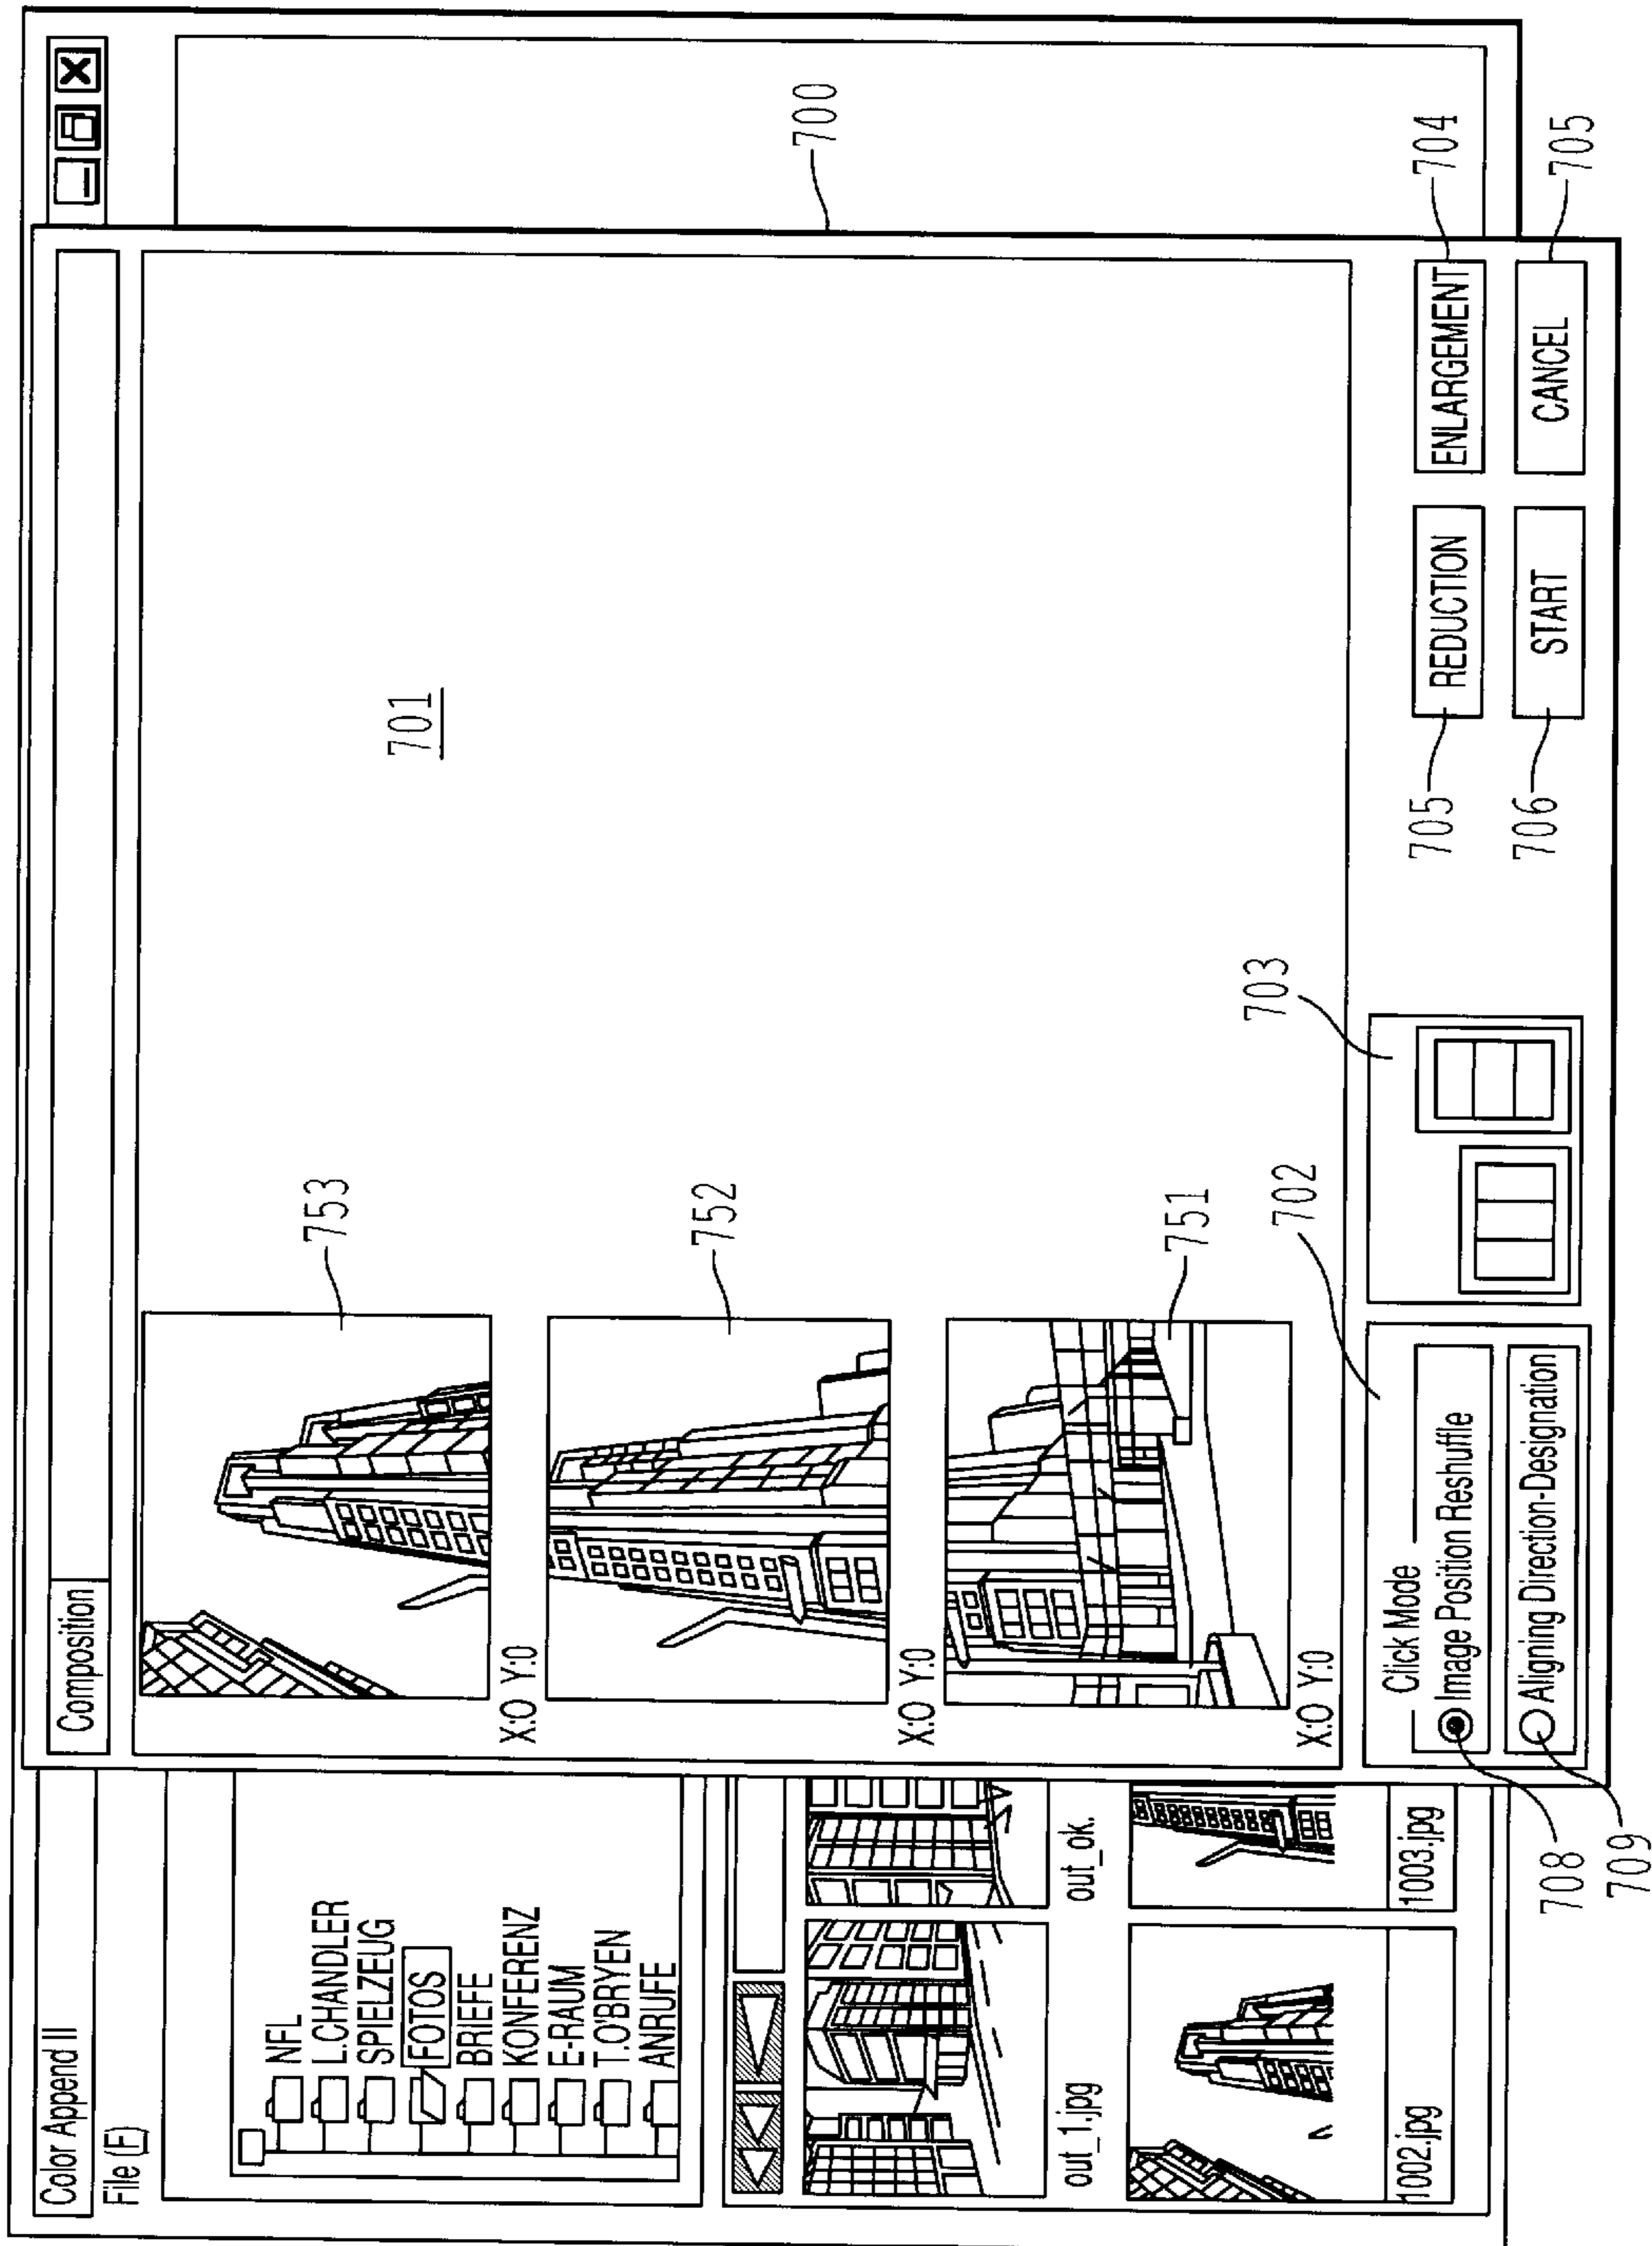 Color Append II
File (F)
NFL
L.CHANDLER
SPIELZEUG
FOTOS
BRIEFE
KONFERENZ
E-RAUM
T.O'BRYEN
ANRUFE
out_1.jpg
out_ok.
1002.jpg
1003.jpg
Composition
753
X:0 Y:0
752
X:0 Y:0
751
X:0 Y:0
701
700
702
Click Mode
Image Position Reshuffle
Aligning Direction-Designation
708
709
703
705
REDUCTION
ENLARGEMENT
704
706
START
CANCEL
705